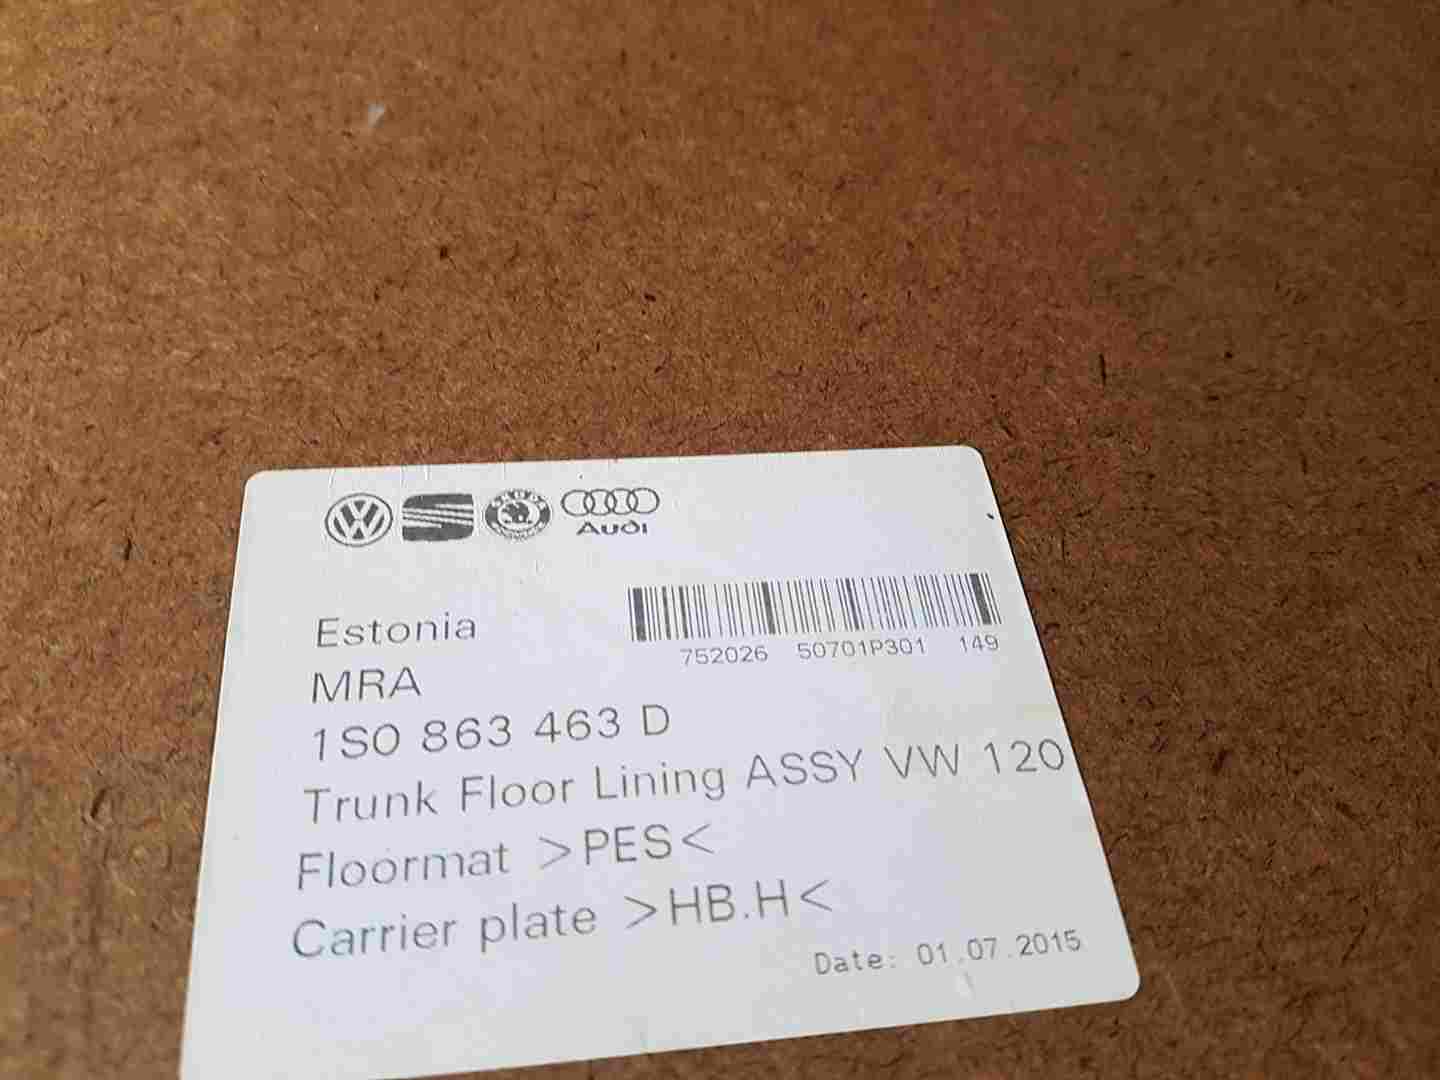 Audi
752026 50701P301 149
Estonia
MRA
1S0 863 463 D
Trunk Floor Lining ASSY VW 120
Floormat >PES<
Carrier plate >HB.H<
Date: 01.07.2015